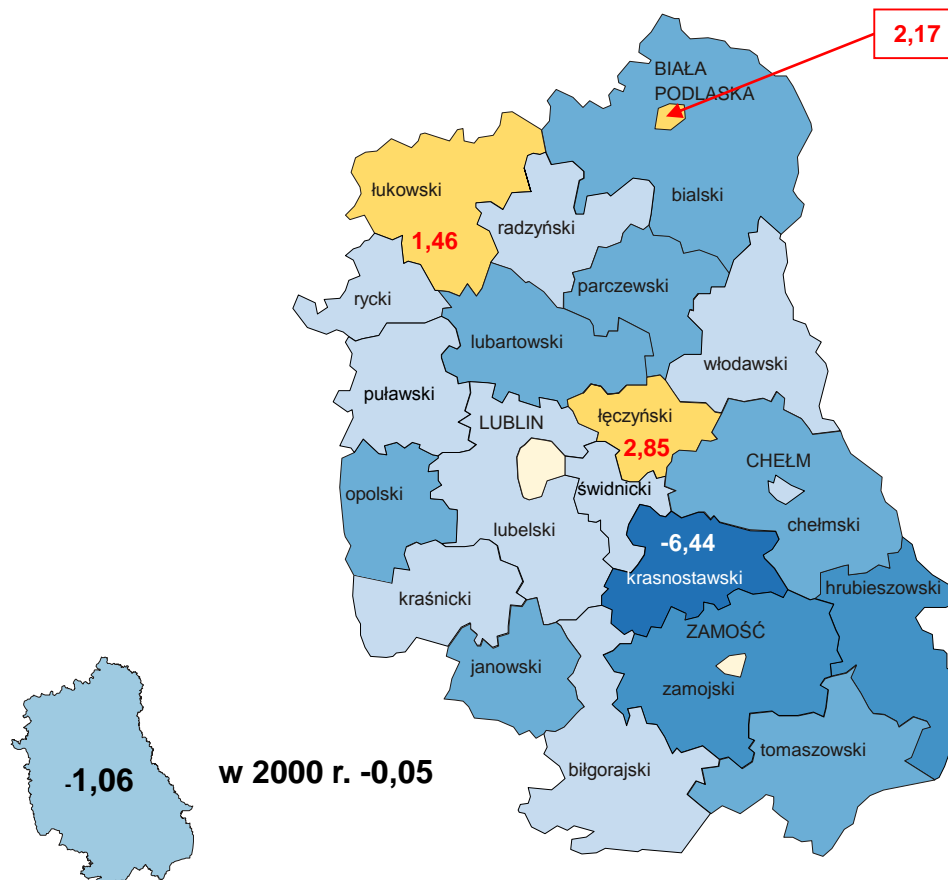 2,17
BIAŁA
PODLASKA
łukowski
bialski
radzyński
1,46
parczewski
rycki
lubartowski
włodawski
puławski
łęczyński
LUBLIN
2,85
CHEŁM
opolski
świdnicki
chełmski
lubelski
-6,44
krasnostawski
hrubieszowski
kraśnicki
ZAMOŚĆ
janowski
zamojski
tomaszowski
biłgorajski
-1,06
w 2000 r. -0,05